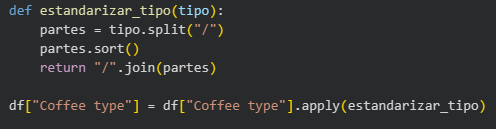 def estandarizar_tipo(tipo):
    partes = tipo.split("/")
    partes.sort()
    return "/".join(partes)

df["Coffee type"] = df["Coffee type"].apply(estandarizar_tipo)